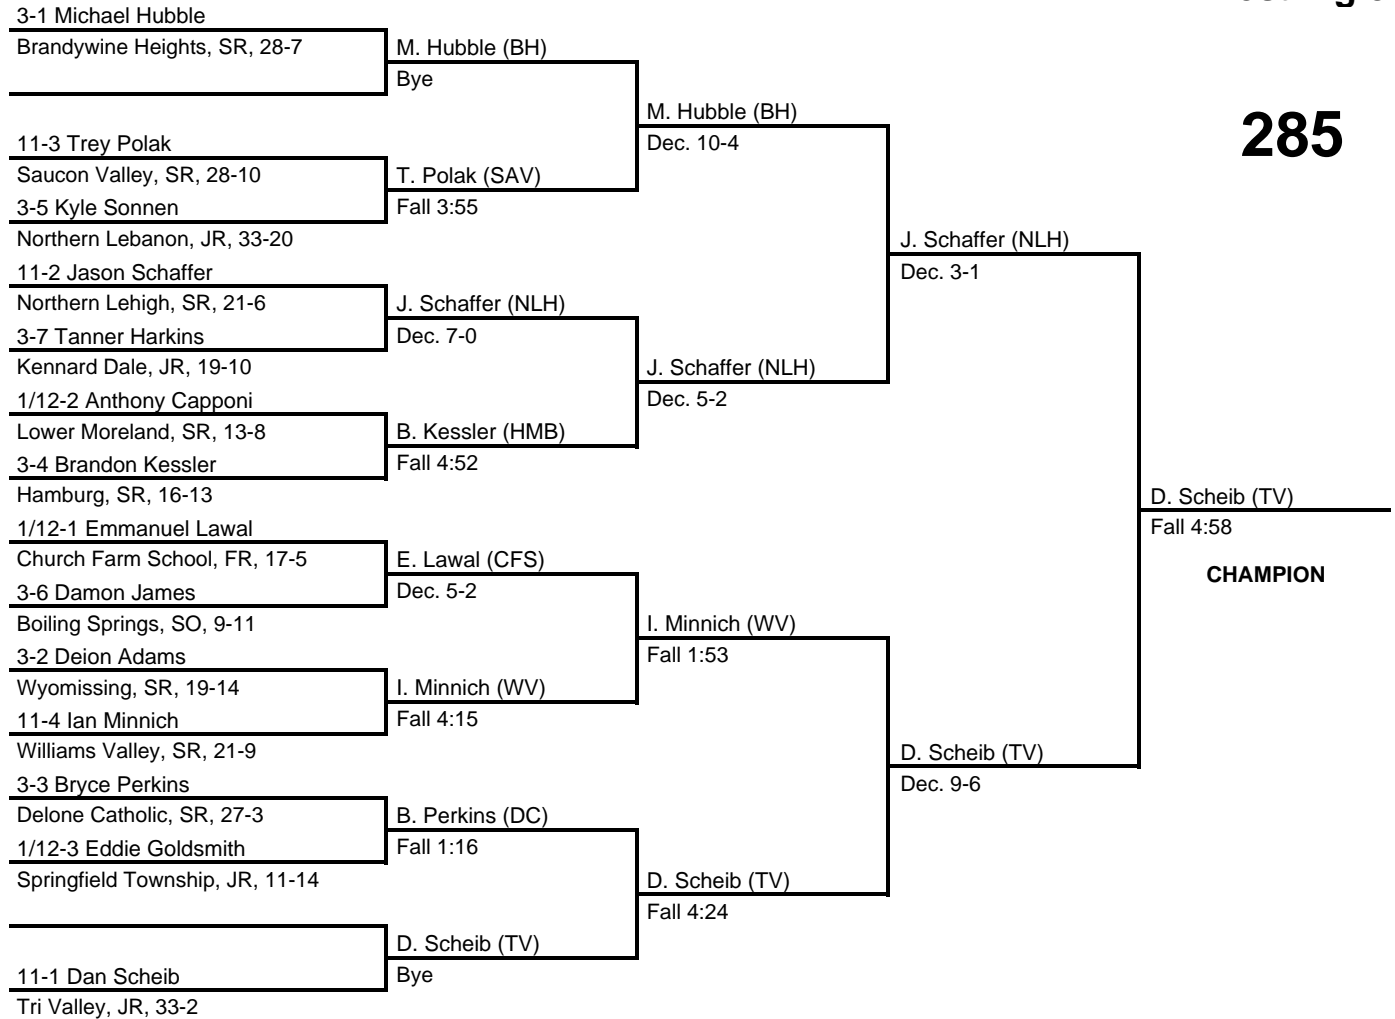 3-1 Michael Hubble
Brandywine Heights, SR, 28-7
11-3 Trey Polak
Saucon Valley, SR, 28-10
3-5 Kyle Sonnen
Northern Lebanon, JR, 33-20
11-2 Jason Schaffer
Northern Lehigh, SR, 21-6
3-7 Tanner Harkins
Kennard Dale, JR, 19-10
1/12-2 Anthony Capponi
Lower Moreland, SR, 13-8
3-4 Brandon Kessler
Hamburg, SR, 16-13
1/12-1 Emmanuel Lawal
Church Farm School, FR, 17-5
3-6 Damon James
Boiling Springs, SO, 9-11
3-2 Deion Adams
Wyomissing, SR, 19-14
11-4 Ian Minnich
Williams Valley, SR, 21-9
3-3 Bryce Perkins
Delone Catholic, SR, 27-3
1/12-3 Eddie Goldsmith
Springfield Township, JR, 11-14
11-1 Dan Scheib
Tri Valley, JR, 33-2
M. Hubble (BH)
Bye
T. Polak (SAV)
Fall 3:55
J. Schaffer (NLH)
Dec. 7-0
B. Kessler (HMB)
Fall 4:52
E. Lawal (CFS)
Dec. 5-2
I. Minnich (WV)
Fall 4:15
B. Perkins (DC)
Fall 1:16
D. Scheib (TV)
Bye
M. Hubble (BH)
Dec. 10-4
J. Schaffer (NLH)
Dec. 5-2
I. Minnich (WV)
Fall 1:53
D. Scheib (TV)
Fall 4:24
J. Schaffer (NLH)
Dec. 3-1
D. Scheib (TV)
Dec. 9-6
285
D. Scheib (TV)
Fall 4:58
CHAMPION